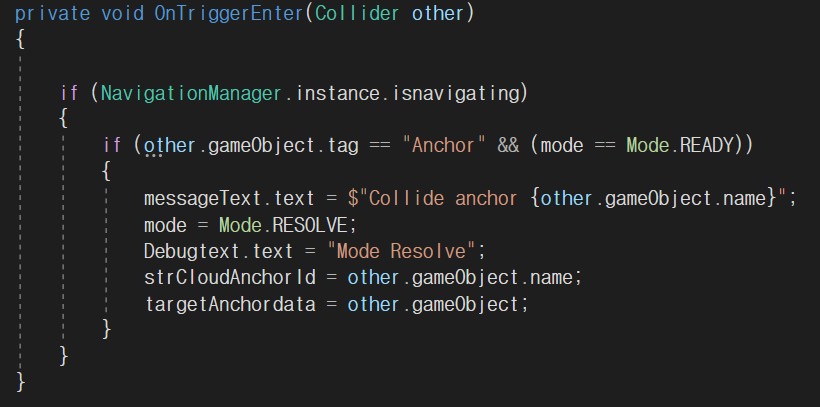 private void OnTriggerEnter(Collider other)
{
if (NavigationManager.instance.isnavigating)
{
if (other.gameObject.tag == "Anchor" && (mode == Mode.READY))
{
messageText.text = $"Collide anchor {other.gameObject.name}";
mode = Mode.RESOLVE;
Debugtext.text = "Mode Resolve";
strCloudAnchorId = other.gameObject.name;
targetAnchordata = other.gameObject;
}
}
}